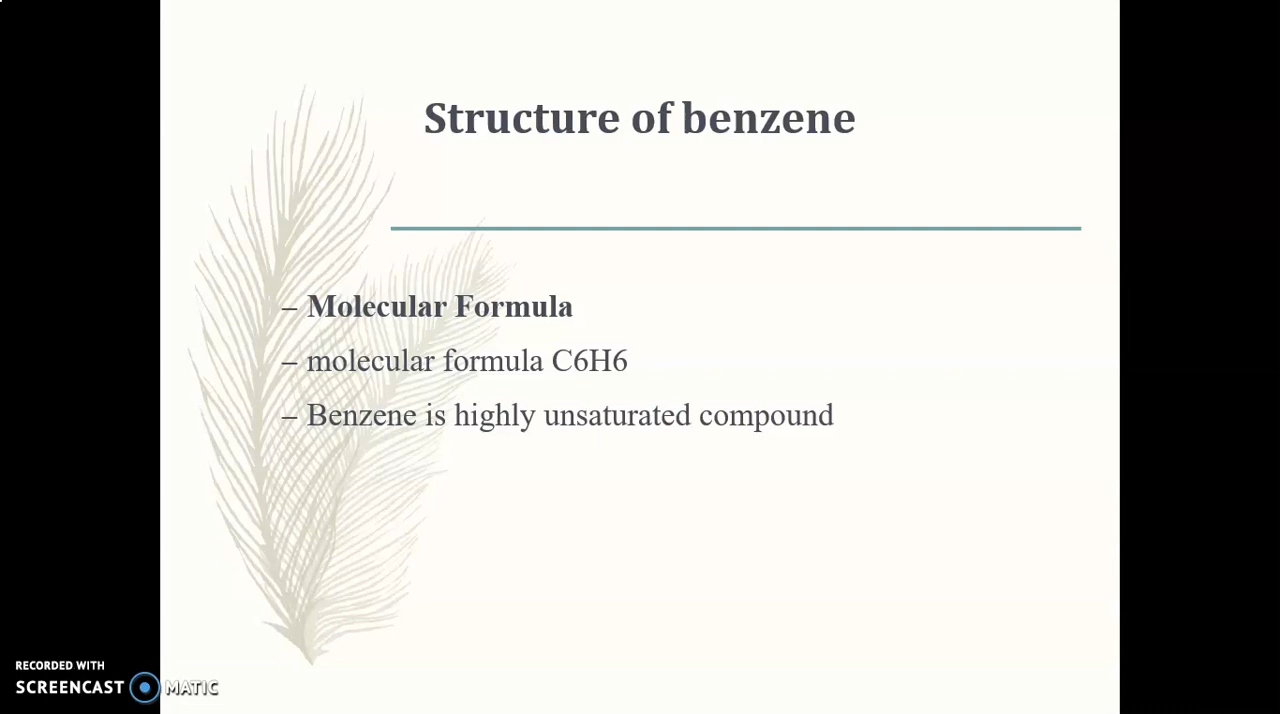 Structure of benzene
– Molecular Formula
– molecular formula C6H6
– Benzene is highly unsaturated compound
RECORDED WITH
SCREENCAST MATIC